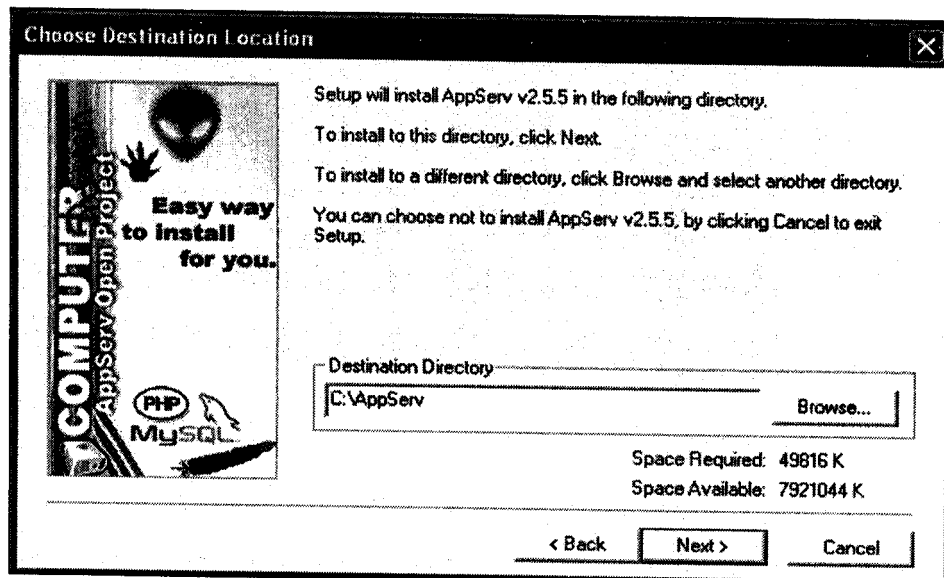 Choose Destination Location
Setup will install AppServ v2.5.5 in the following directory.
To install to this directory, click Next.
To install to a different directory, click Browse and select another directory.
You can choose not to install AppServ v2.5.5, by clicking Cancel to exit
Setup.
COMPUTER
AppServ Open Project
Easy way
to install
for you.
PHP
MySQL
Destination Directory
C:\AppServ
Browse...
Space Required: 49816 K
Space Available: 7921044 K
< Back
Next >
Cancel